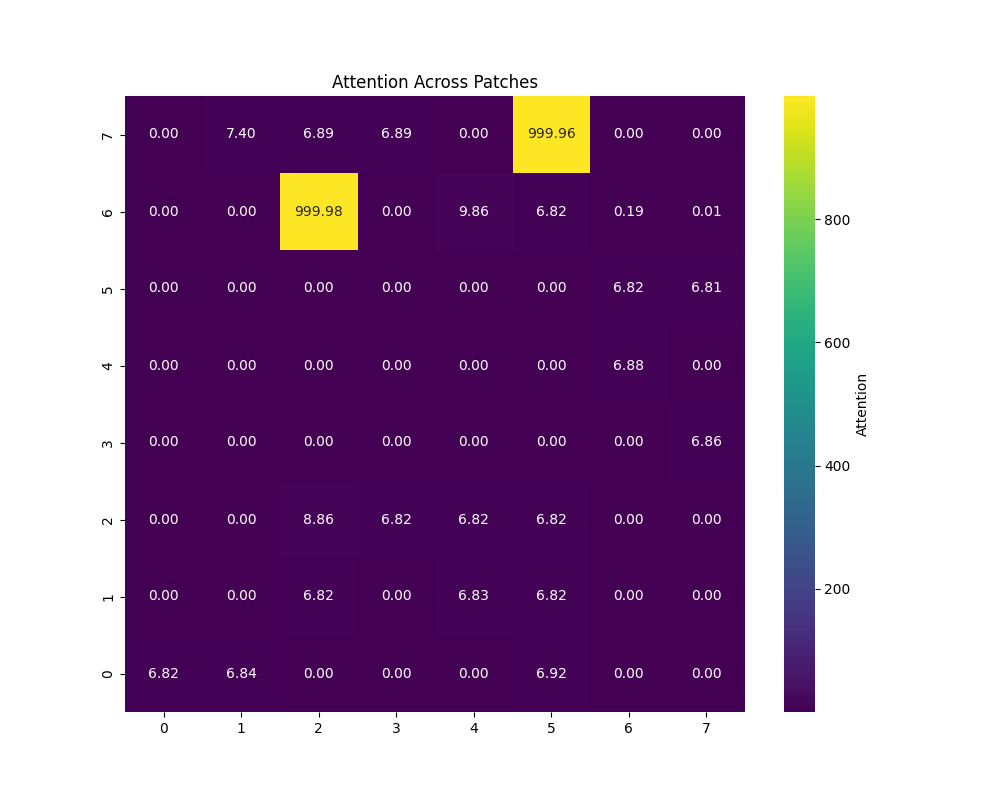 Attention Across Patches
7 0.00 7.40 6.89 6.89 0.00 999.96 0.00 0.00
6 0.00 0.00 999.98 0.00 9.86 6.82 0.19 0.01
5 0.00 0.00 0.00 0.00 0.00 0.00 6.82 6.81
4 0.00 0.00 0.00 0.00 0.00 0.00 6.88 0.00
3 0.00 0.00 0.00 0.00 0.00 0.00 0.00 6.86
2 0.00 0.00 8.86 6.82 6.82 6.82 0.00 0.00
1 0.00 0.00 6.82 0.00 6.83 6.82 0.00 0.00
0 6.82 6.84 0.00 0.00 0.00 6.92 0.00 0.00
0 1 2 3 4 5 6 7
800
600
400
200
Attention